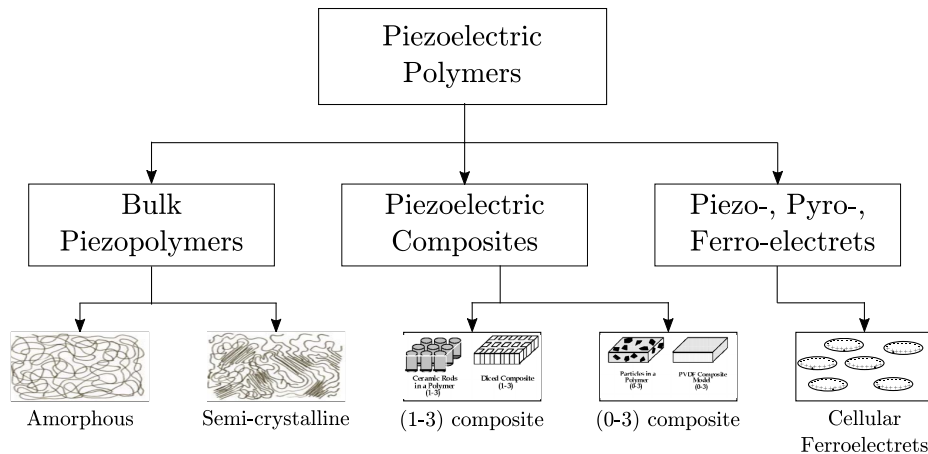 Piezoelectric
Polymers
Bulk
Piezopolymers
Piezoelectric
Composites
Piezo-, Pyro-,
Ferro-electrets
Ceramic Rods
in a Polymer
(1-3)
Diced Composite
(1-3)
Particles in a
Polymer
(0-3)
PVDF Composite
Model
(0-3)
Amorphous
Semi-crystalline
(1-3) composite
(0-3) composite
Cellular
Ferroelectrets